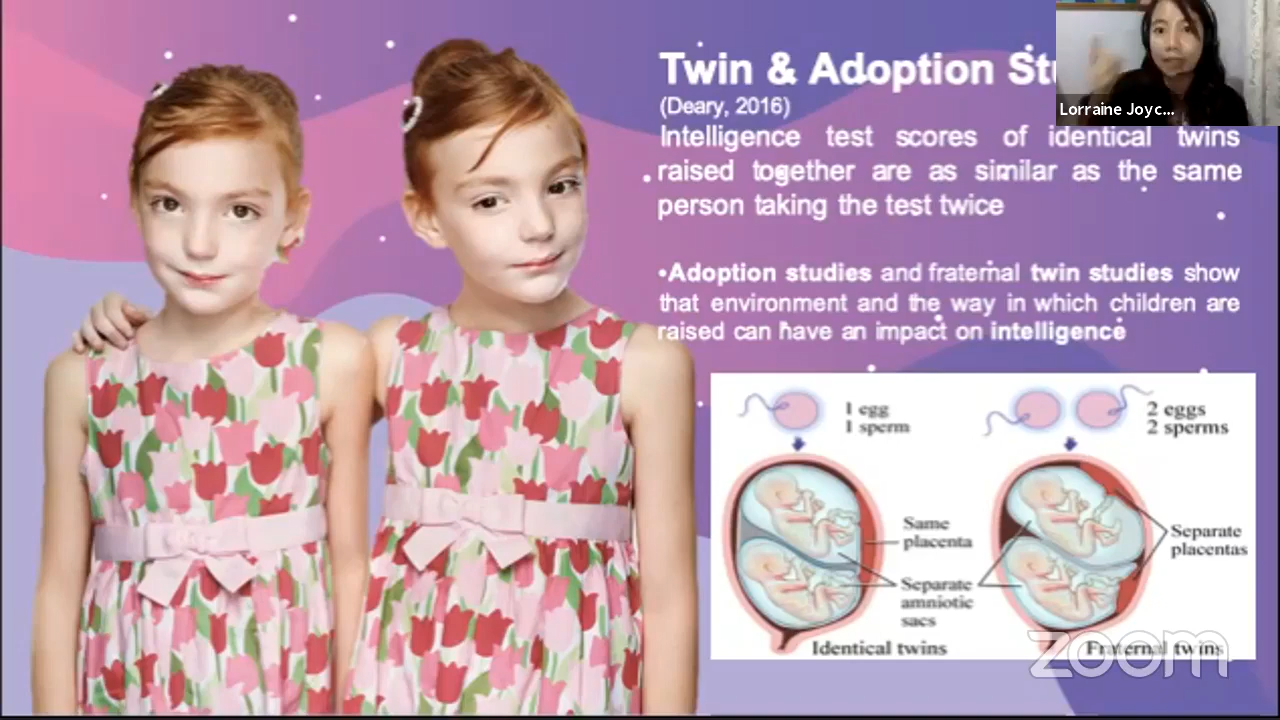 Twin & Adoption
(Deary, 2016)
Intelligence test scores of identical twins
raised together are as similar as the same
person taking the test twice
•Adoption studies and fraternal twin studies show
that environment and the way in which children are
raised can have an impact on intelligence
Lorraine Joyc...
1 egg
1 sperm
2 eggs
2 sperms
Same
placenta
Separate
placentas
Separate
amniotic
sacs
Identical twins
Fraternal twins
zoom